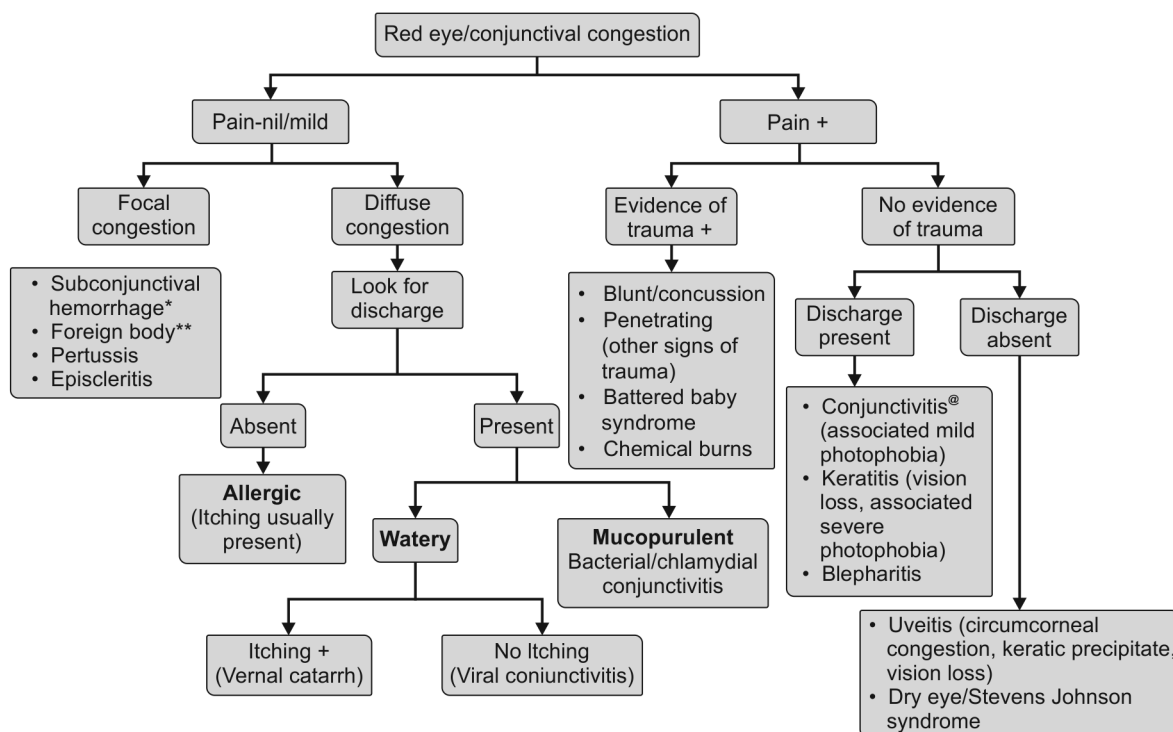 Red eye/conjunctival congestion
Pain-nil/mild
Pain +
Focal
congestion
Diffuse
congestion
Evidence of
trauma +
No evidence
of trauma
• Subconjunctival
hemorrhage*
• Foreign body**
• Pertussis
• Episcleritis
Look for
discharge
• Blunt/concussion
• Penetrating
(other signs of
trauma)
• Battered baby
syndrome
• Chemical burns
Discharge
present
Discharge
absent
Absent
Present
• Conjunctivitis@
(associated mild
photophobia)
• Keratitis (vision
loss, associated
severe
photophobia)
• Blepharitis
Allergic
(Itching usually
present)
Watery
Mucopurulent
Bacterial/chlamydial
conjunctivitis
Itching +
(Vernal catarrh)
No Itching
(Viral coniunctivitis)
• Uveitis (circumcorneal
congestion, keratic precipitate,
vision loss)
• Dry eye/Stevens Johnson
syndrome